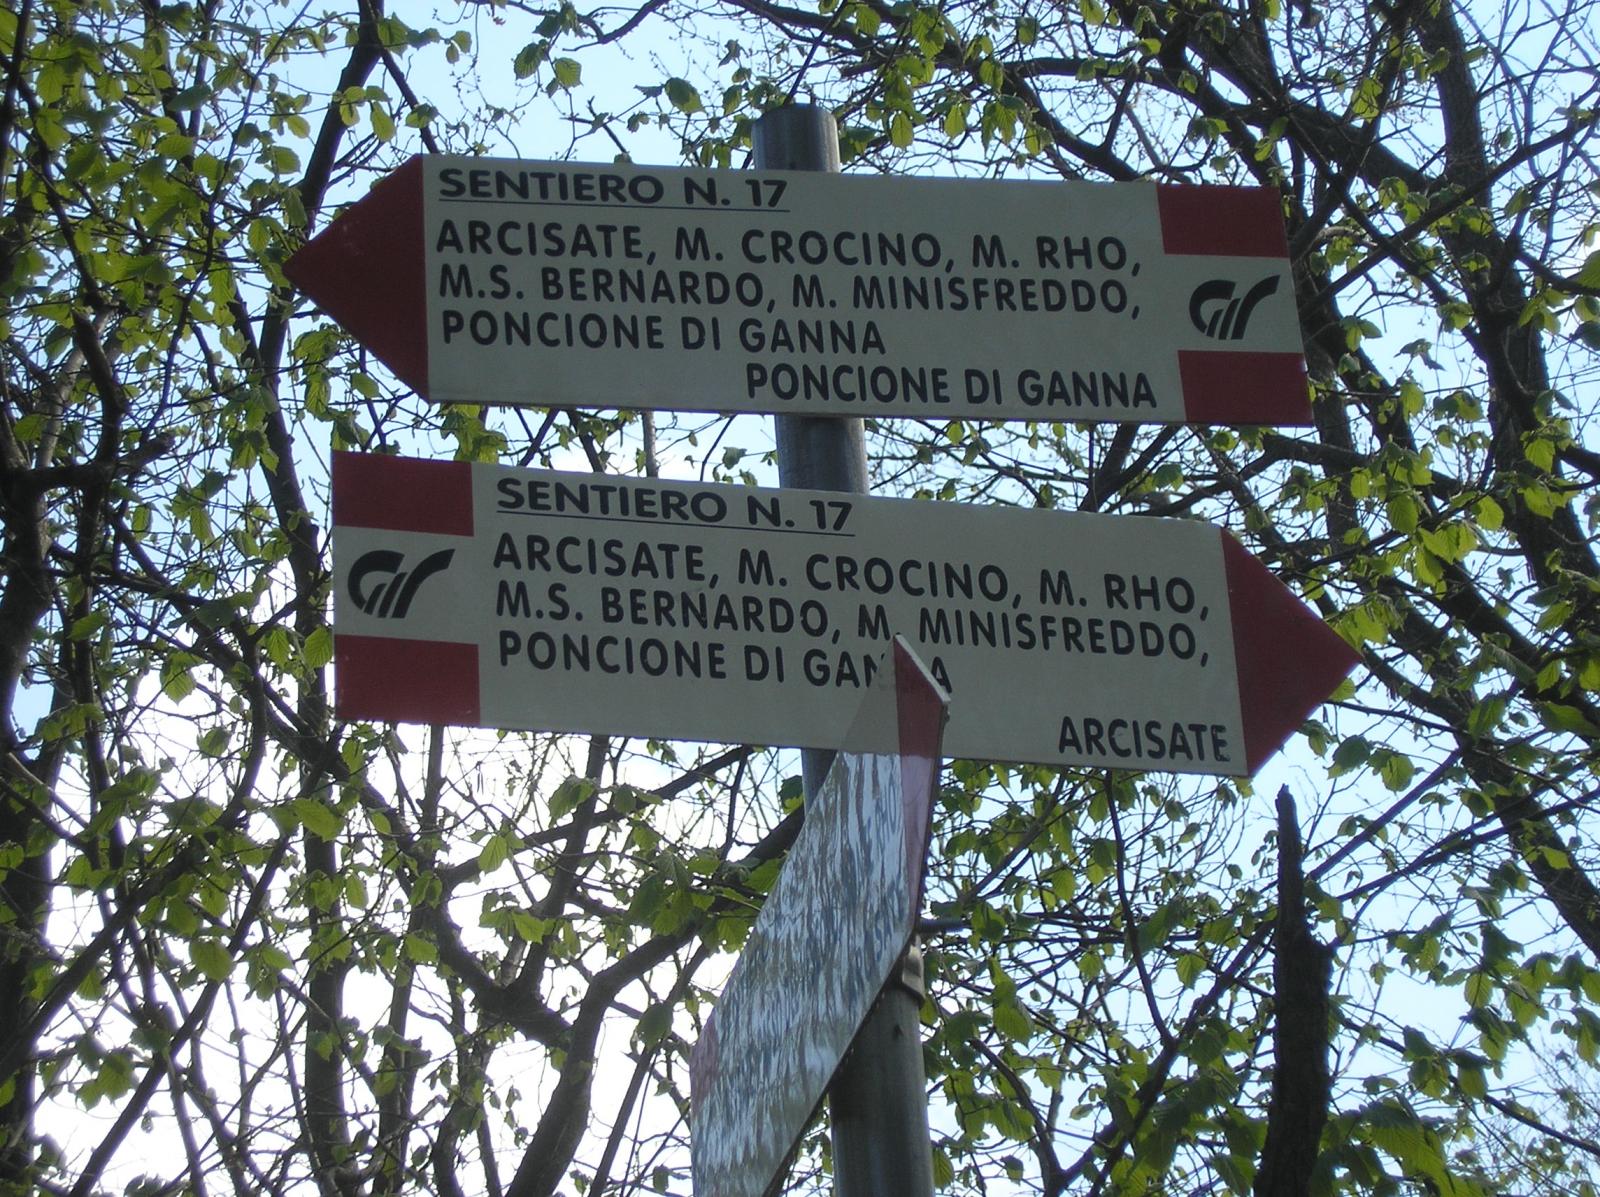 SENTIERO N. 17
ARCISATE, M. CROCINO, M. RHO,
M.S. BERNARDO, M. MINISFREDDO,
PONCIONE DI GANNA
PONCIONE DI GANNA
SENTIERO N. 17
ARCISATE, M. CROCINO, M. RHO,
M.S. BERNARDO, M. MINISFREDDO,
PONCIONE DI GANNA
ARCISATE